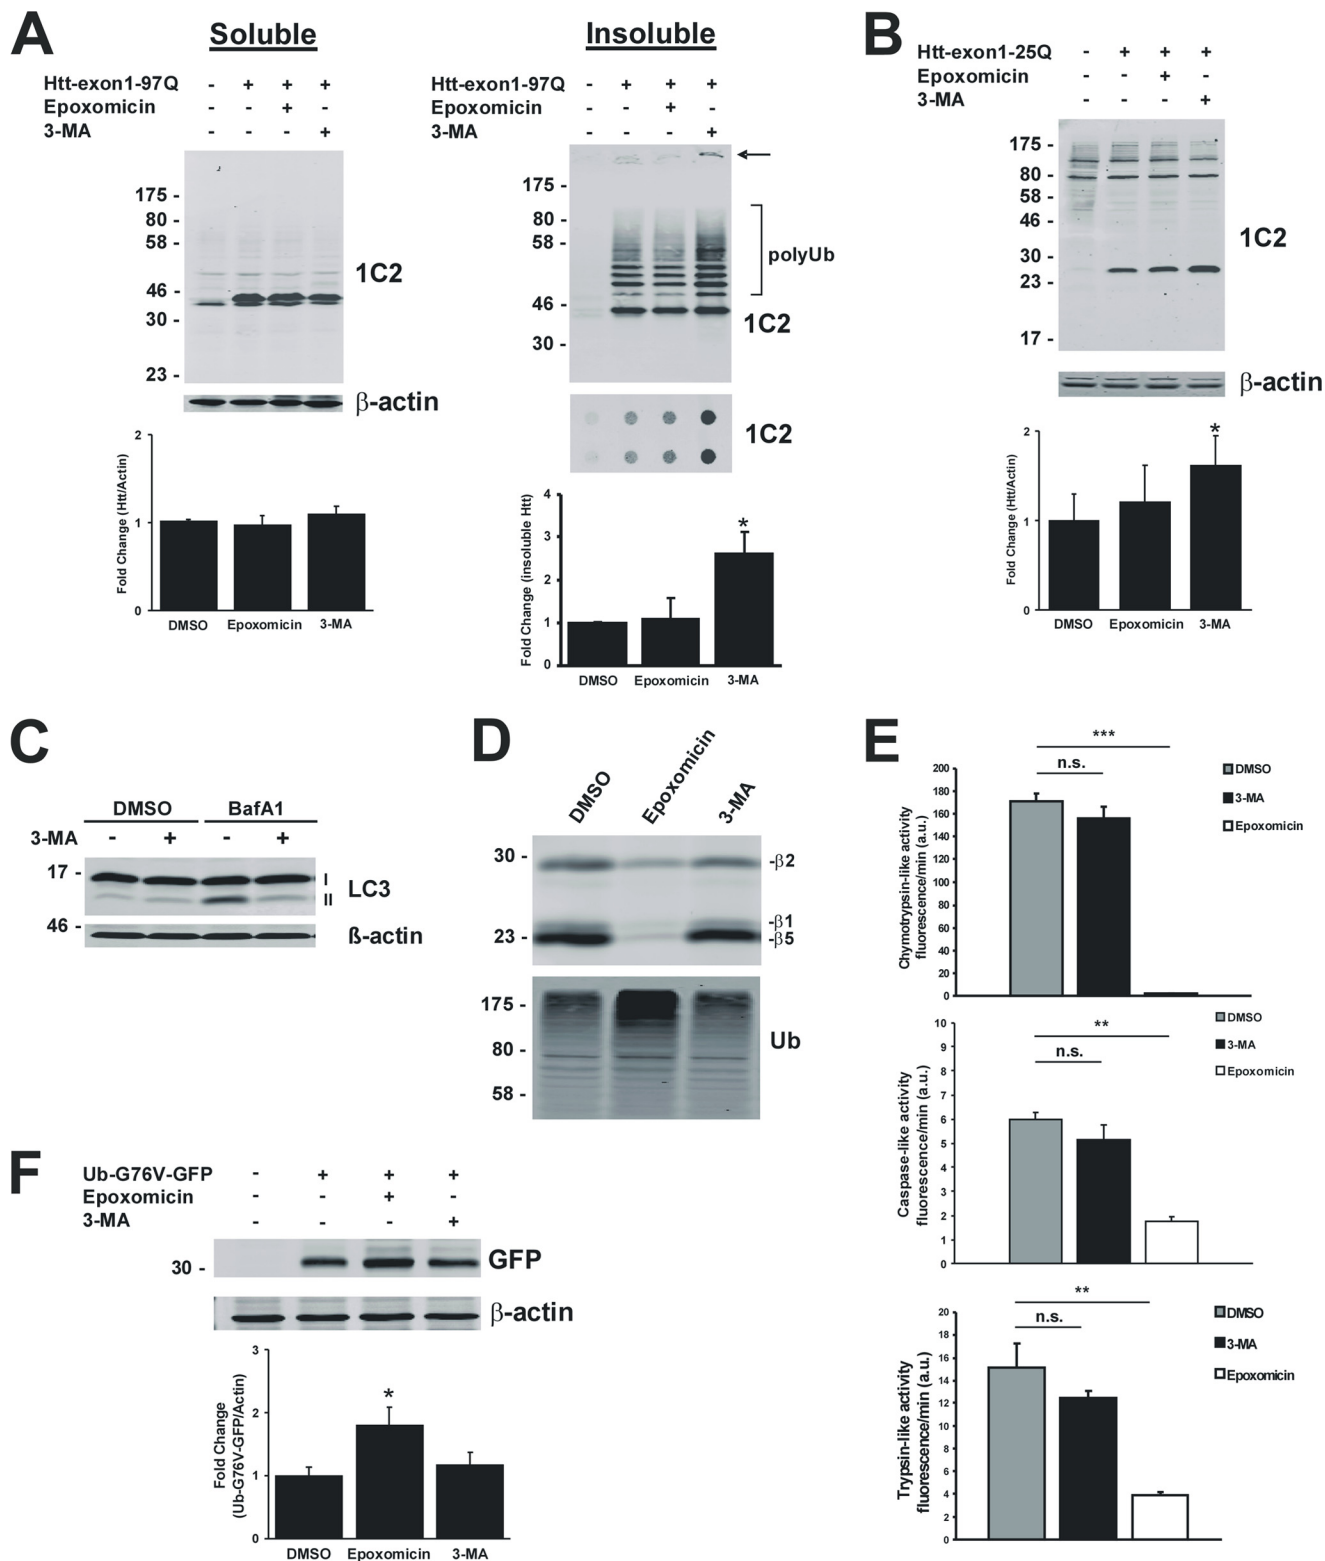 A
Soluble
Htt-exon1-97Q - + + +
Epoxomicin - - + -
3-MA - - - +
175 -
80 -
58 -
46 -
30 -
23 -
1C2
β-actin
Fold Change (Htt/Actin)
2
1
0
DMSO Epoxomicin 3-MA
Insoluble
Htt-exon1-97Q - + + +
Epoxomicin - - + -
3-MA - - - +
175 -
80 -
58 -
46 -
30 -
polyUb
1C2
1C2
Fold Change (insoluble Htt)
4
3
2
1
0
*
DMSO Epoxomicin 3-MA
B
Htt-exon1-25Q - + + +
Epoxomicin - - + -
3-MA - - - +
175 -
80 -
58 -
46 -
30 -
23 -
17 -
1C2
β-actin
Fold Change (Htt/Actin)
2
1
0
*
DMSO Epoxomicin 3-MA
C
DMSO BafA1
3-MA - + - +
17 -
I
II
LC3
46 -
ß-actin
D
DMSO Epoxomicin 3-MA
30 -
23 -
-β2
-β1
-β5
175 -
80 -
58 -
Ub
E
Chymotrypsin-like activity
fluorescence/min (a.u.)
200
180
160
140
120
100
80
60
40
20
0
***
n.s.
DMSO
3-MA
Epoxomicin
Caspase-like activity
fluorescence/min (a.u.)
10
9
8
7
6
5
4
3
2
1
0
**
n.s.
DMSO
3-MA
Epoxomicin
Trypsin-like activity
fluorescence/min (a.u.)
20
18
16
14
12
10
8
6
4
2
0
**
n.s.
DMSO
3-MA
Epoxomicin
F
Ub-G76V-GFP - + + +
Epoxomicin - - + -
3-MA - - - +
30 -
GFP
β-actin
Fold Change
(Ub-G76V-GFP/Actin)
3
2
1
0
*
DMSO Epoxomicin 3-MA